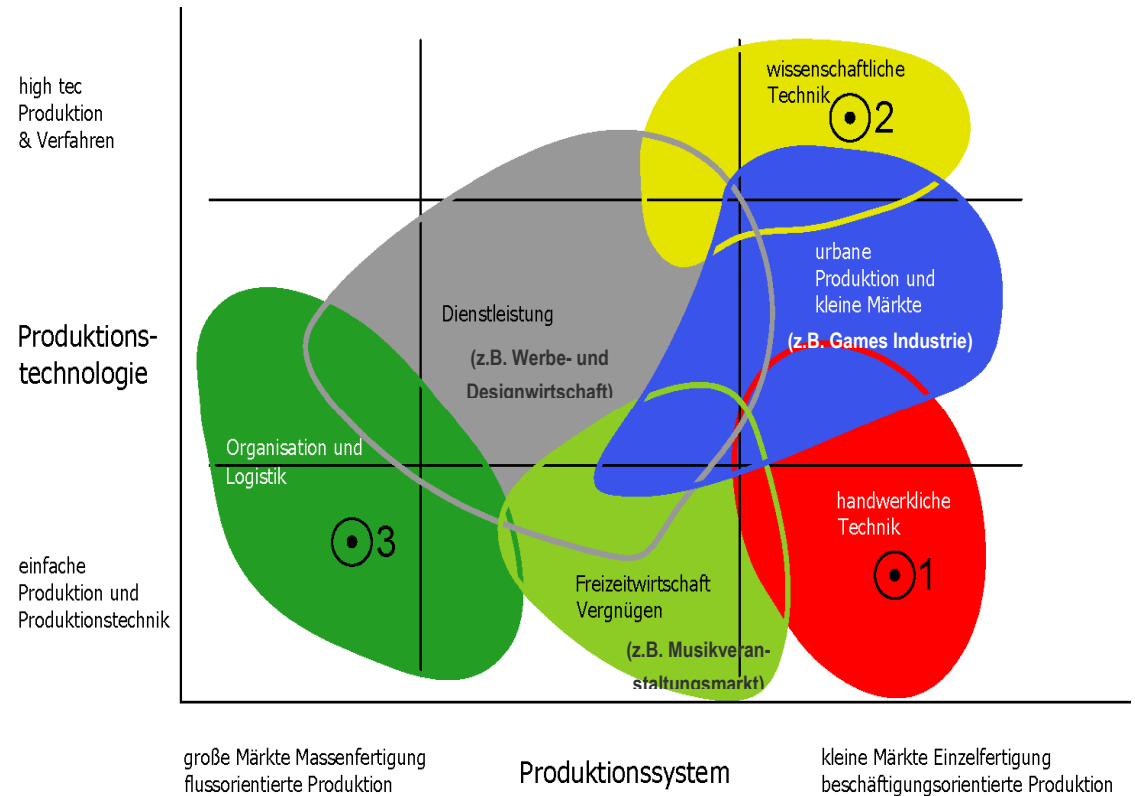 high tec
Produktion
& Verfahren
wissenschaftliche
Technik
2
urbane
Produktion und
kleine Märkte
(z.B. Games Industrie)
Dienstleistung
(z.B. Werbe- und
Designwirtschaft)
Produktions-
technologie
Organisation und
Logistik
3
handwerkliche
Technik
1
einfache
Produktion und
Produktionstechnik
Freizeitwirtschaft
Vergnügen
(z.B. Musikveran-
staltungsmarkt)
große Märkte Massenfertigung
flussorientierte Produktion
Produktionssystem
kleine Märkte Einzelfertigung
beschäftigungsorientierte Produktion